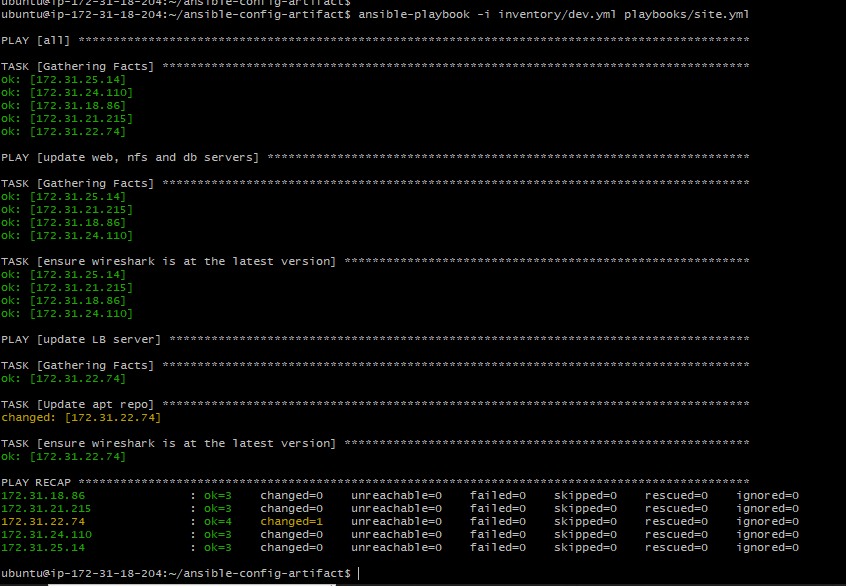 ubuntu@ip-172-31-18-204:~/ansible-config-artifact$
ubuntu@ip-172-31-18-204:~/ansible-config-artifact$ ansible-playbook -i inventory/dev.yml playbooks/site.yml
PLAY [all] ************************************************************************************************
TASK [Gathering Facts] ************************************************************************************
ok: [172.31.25.14]
ok: [172.31.24.110]
ok: [172.31.18.86]
ok: [172.31.21.215]
ok: [172.31.22.74]
PLAY [update web, nfs and db servers] *********************************************************************
TASK [Gathering Facts] ************************************************************************************
ok: [172.31.25.14]
ok: [172.31.21.215]
ok: [172.31.18.86]
ok: [172.31.24.110]
TASK [ensure wireshark is at the latest version] **********************************************************
ok: [172.31.25.14]
ok: [172.31.21.215]
ok: [172.31.18.86]
ok: [172.31.24.110]
PLAY [update LB server] ***********************************************************************************
TASK [Gathering Facts] ************************************************************************************
ok: [172.31.22.74]
TASK [Update apt repo] ************************************************************************************
changed: [172.31.22.74]
TASK [ensure wireshark is at the latest version] **********************************************************
ok: [172.31.22.74]
PLAY RECAP ************************************************************************************************
172.31.18.86 : ok=3 changed=0 unreachable=0 failed=0 skipped=0 rescued=0 ignored=0
172.31.21.215 : ok=3 changed=0 unreachable=0 failed=0 skipped=0 rescued=0 ignored=0
172.31.22.74 : ok=4 changed=1 unreachable=0 failed=0 skipped=0 rescued=0 ignored=0
172.31.24.110 : ok=3 changed=0 unreachable=0 failed=0 skipped=0 rescued=0 ignored=0
172.31.25.14 : ok=3 changed=0 unreachable=0 failed=0 skipped=0 rescued=0 ignored=0
ubuntu@ip-172-31-18-204:~/ansible-config-artifact$